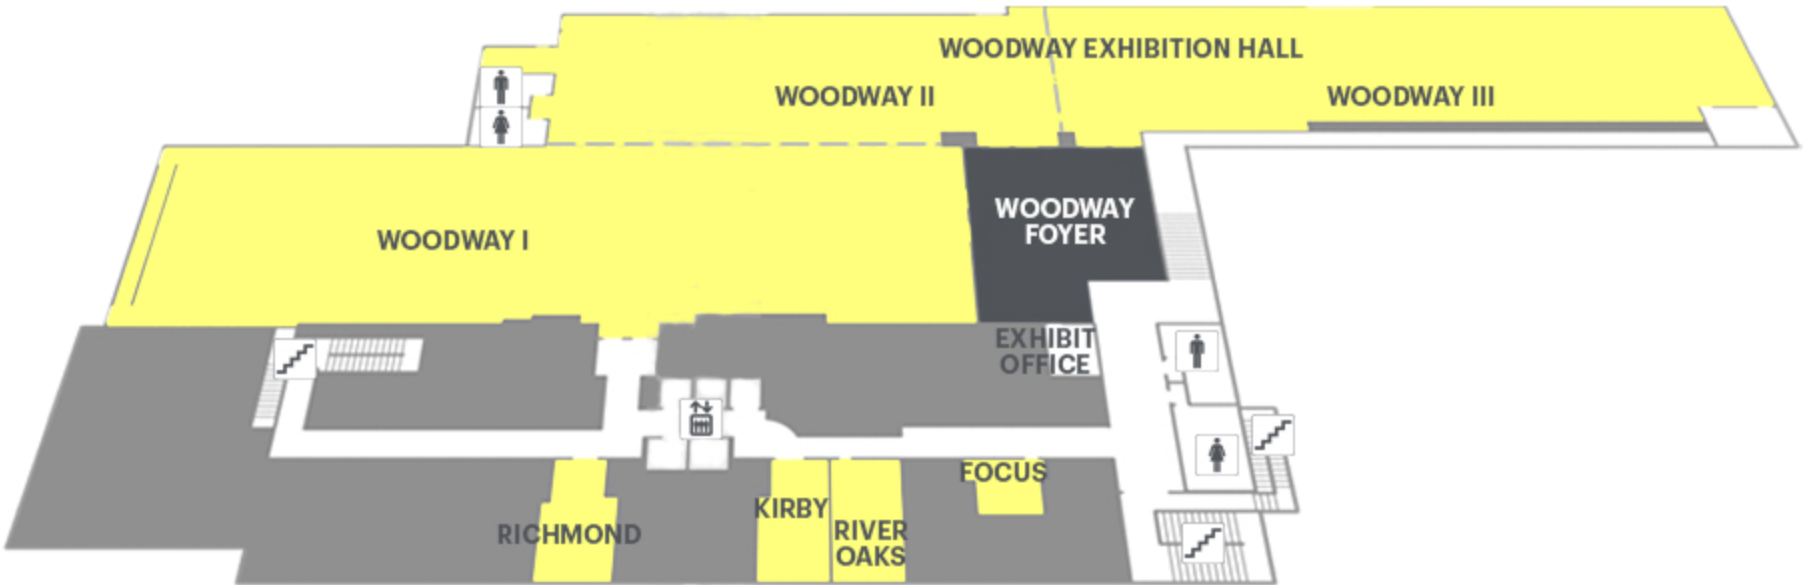 WOODWAY EXHIBITION HALL
WOODWAY II
WOODWAY III
WOODWAY I
WOODWAY
FOYER
EXHIBIT
OFFICE
FOCUS
KIRBY
RICHMOND
RIVER
OAKS